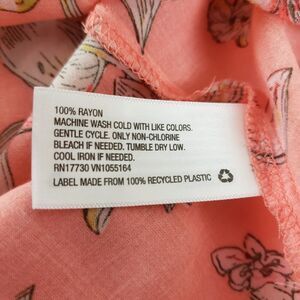 100% RAYON
MACHINE WASH COLD WITH LIKE COLORS.
GENTLE CYCLE. ONLY NON-CHLORINE
BLEACH IF NEEDED. TUMBLE DRY LOW.
COOL IRON IF NEEDED.
RN17730 VN1055164
LABEL MADE FROM 100% RECYCLED PLASTIC